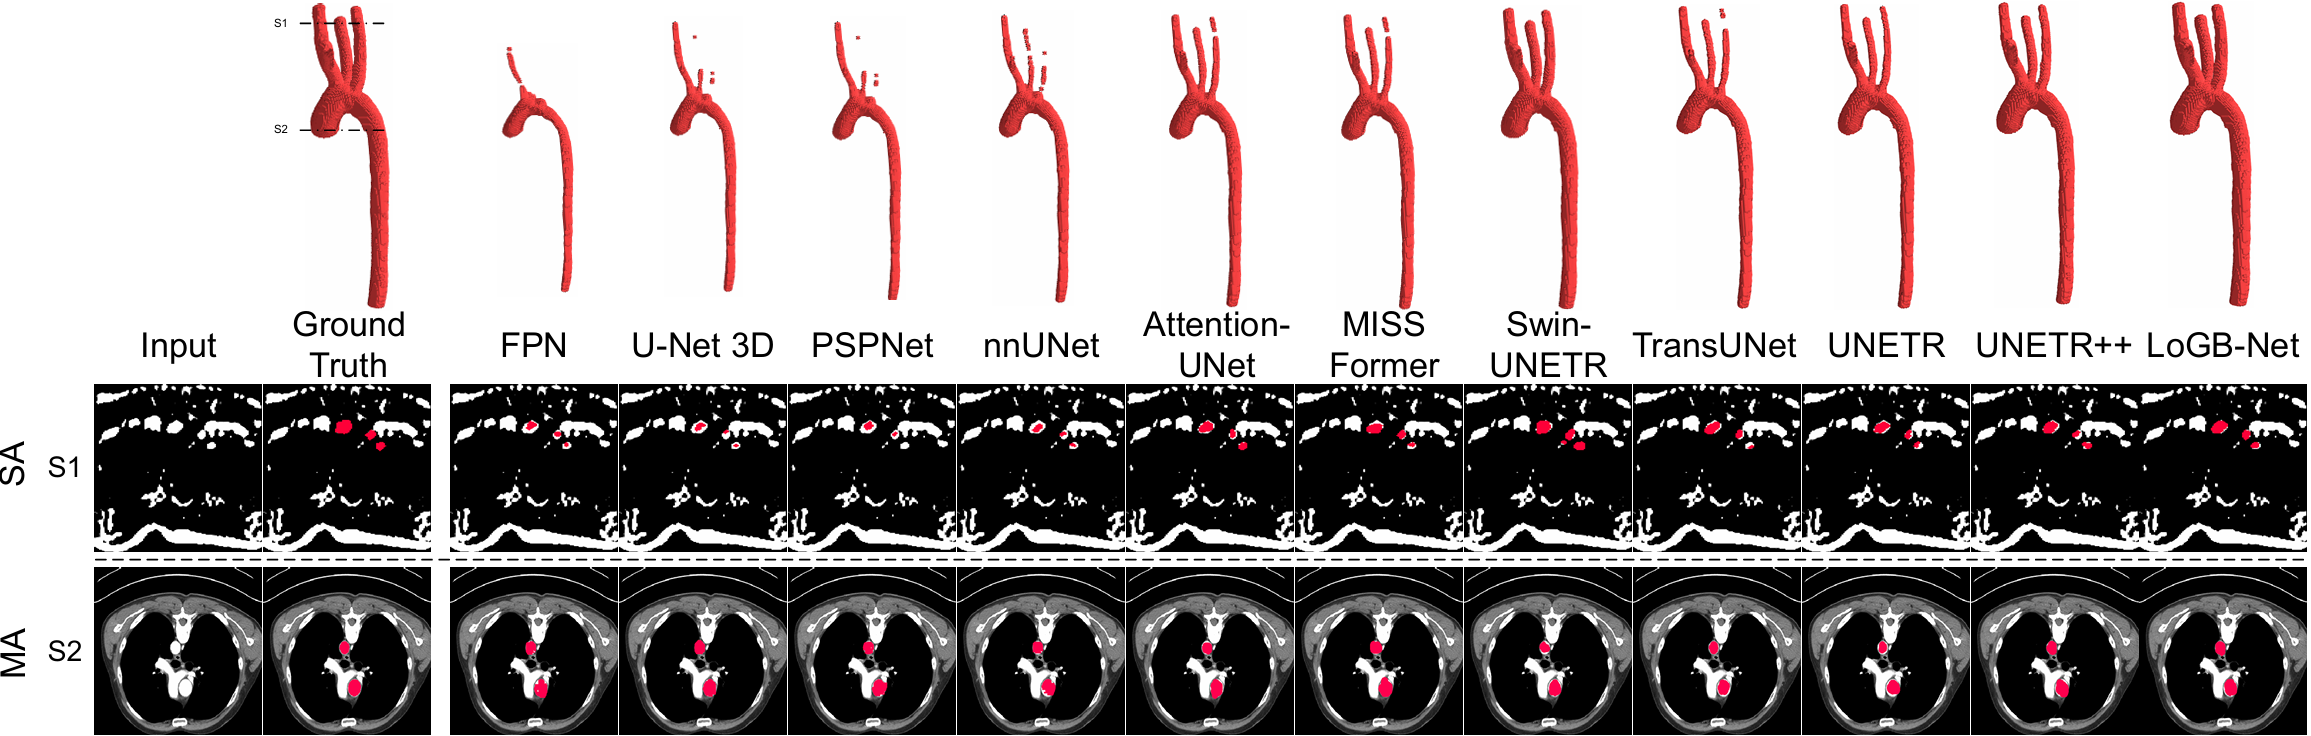 S1
S2
Input
Ground
Truth
FPN
U-Net 3D
PSPNet
nnUNet
Attention-
UNet
MISS
Former
Swin-
UNETR
TransUNet
UNETR
UNETR++
LoGB-Net
SA
S1
MA
S2